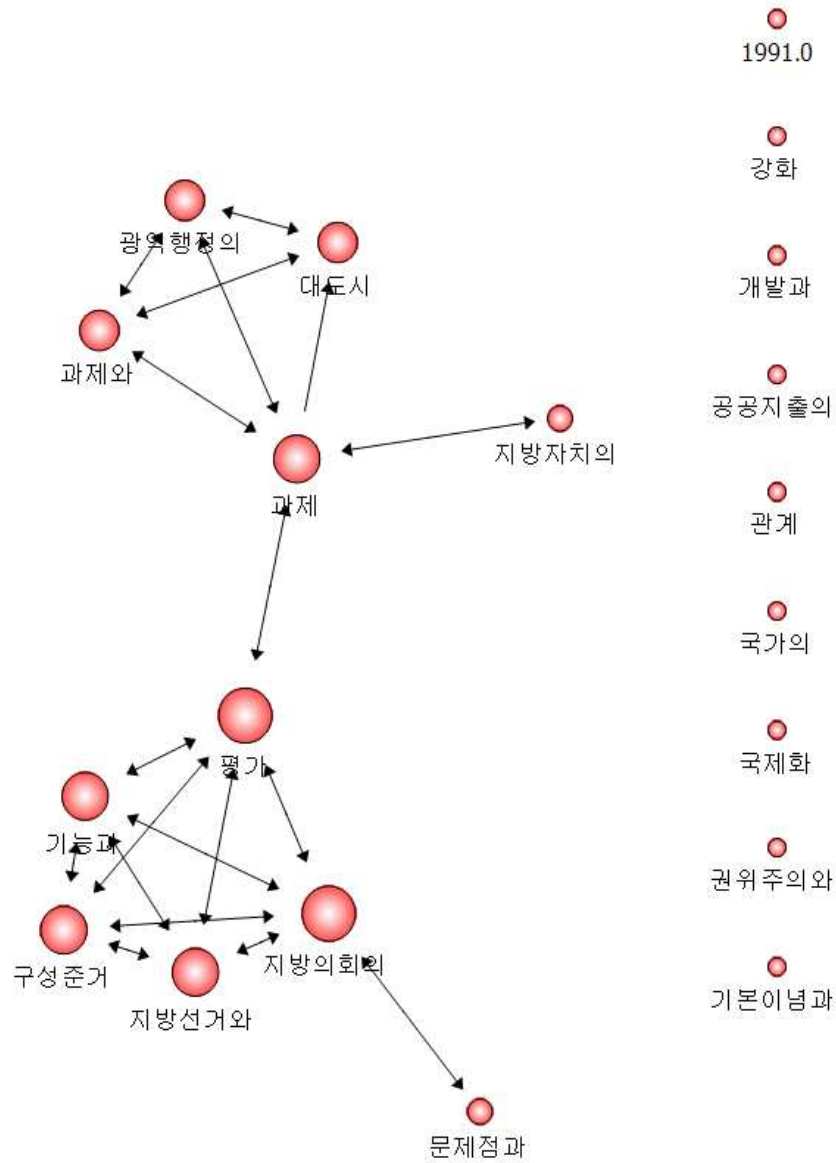 1991.0
강화
광역행정의
대도시
개발과
과제와
공공지출의
지방자치의
과제
관계
국가의
평가
국제화
기능과
권위주의와
지방의회의
구성준거
기본이념과
지방선거와
문제점과